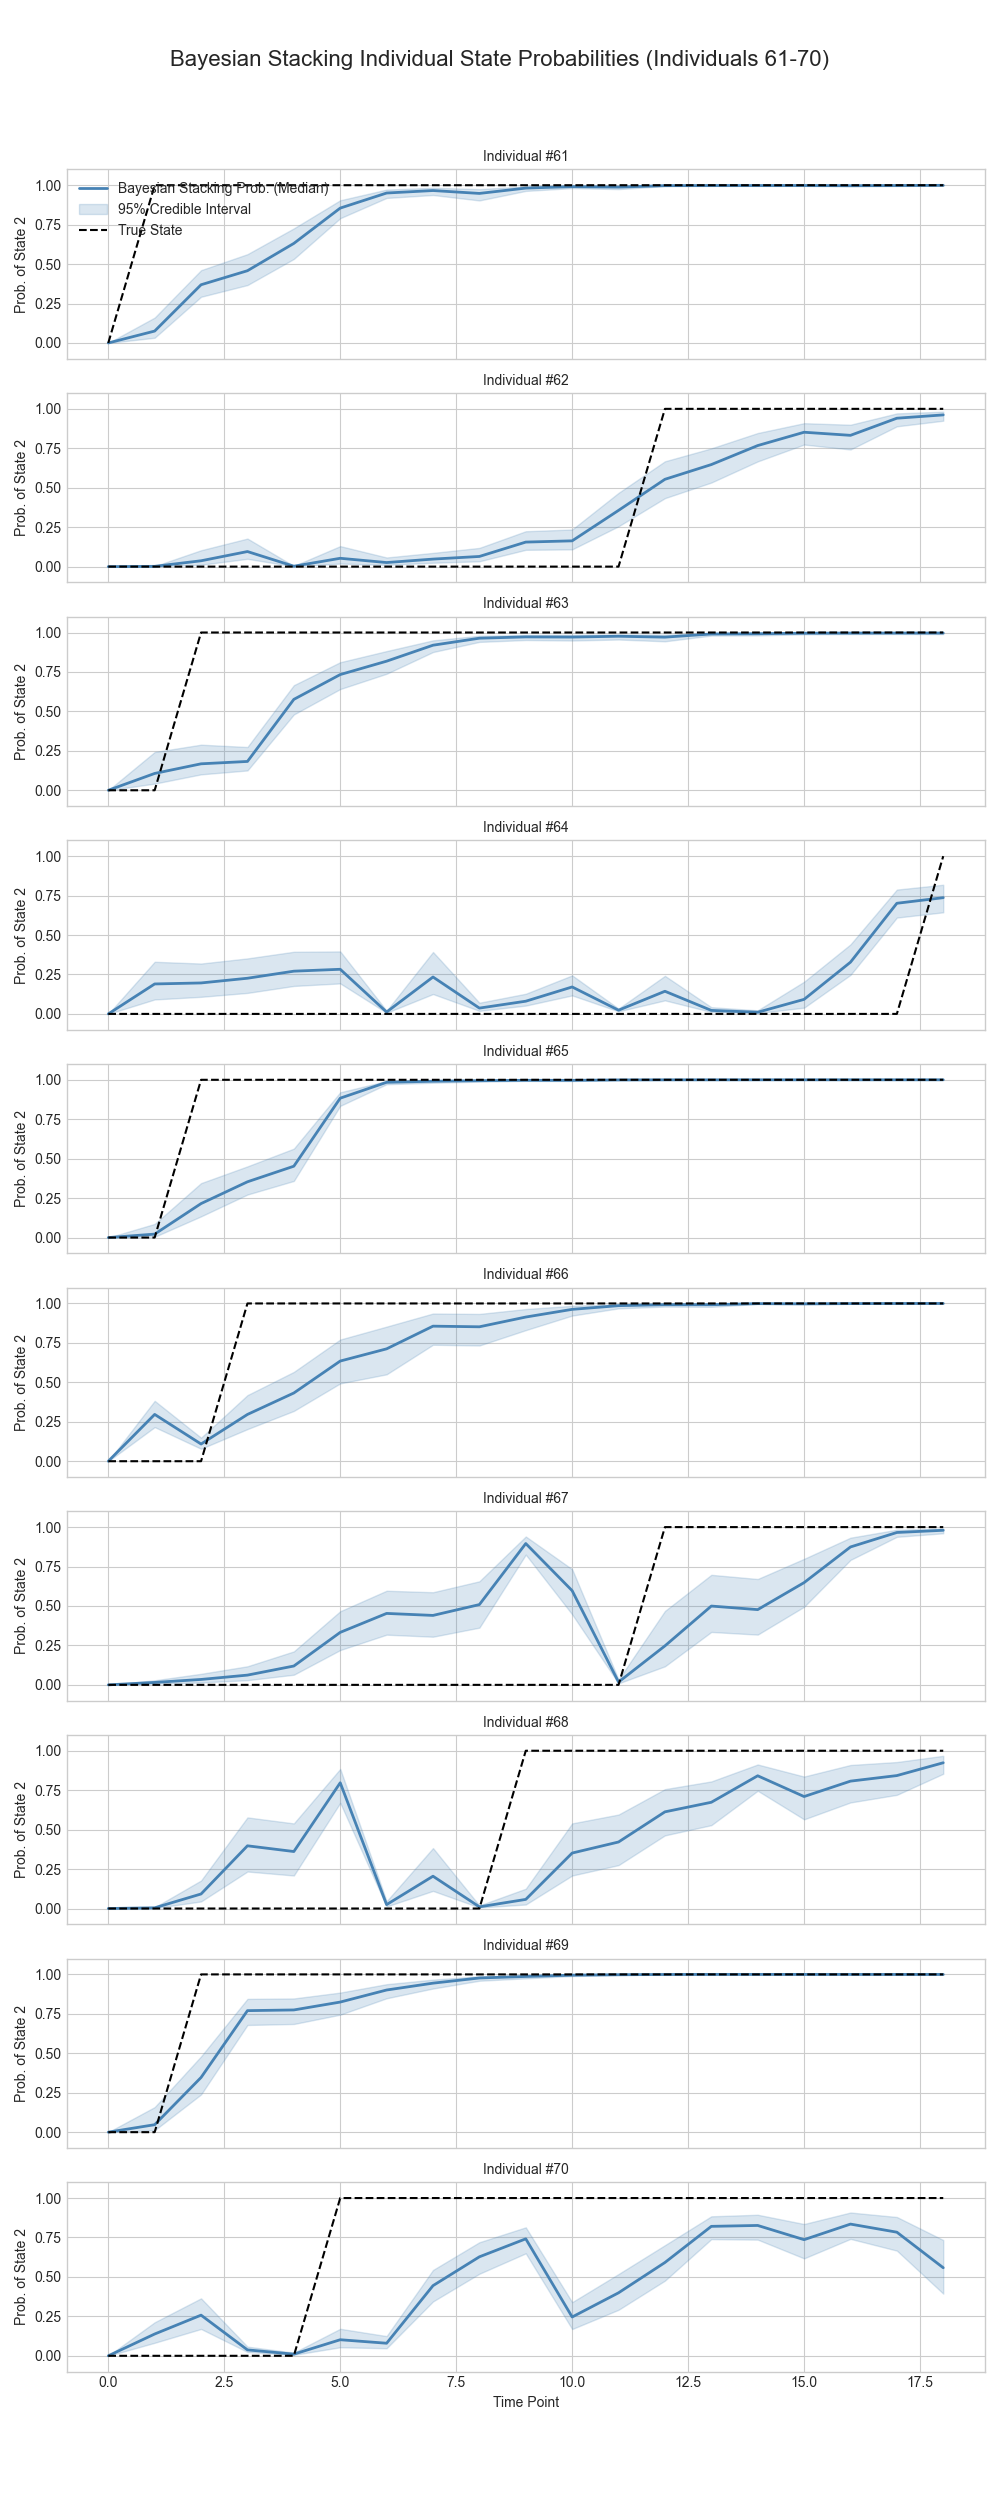 Bayesian Stacking Individual State Probabilities (Individuals 61-70)
Individual #61
Bayesian Stacking Prob. (Median)
95% Credible Interval
True State
Prob. of State 2
1.00
0.75
0.50
0.25
0.00
Individual #62
Prob. of State 2
1.00
0.75
0.50
0.25
0.00
Individual #63
Prob. of State 2
1.00
0.75
0.50
0.25
0.00
Individual #64
Prob. of State 2
1.00
0.75
0.50
0.25
0.00
Individual #65
Prob. of State 2
1.00
0.75
0.50
0.25
0.00
Individual #66
Prob. of State 2
1.00
0.75
0.50
0.25
0.00
Individual #67
Prob. of State 2
1.00
0.75
0.50
0.25
0.00
Individual #68
Prob. of State 2
1.00
0.75
0.50
0.25
0.00
Individual #69
Prob. of State 2
1.00
0.75
0.50
0.25
0.00
Individual #70
Prob. of State 2
1.00
0.75
0.50
0.25
0.00
0.0 2.5 5.0 7.5 10.0 12.5 15.0 17.5
Time Point